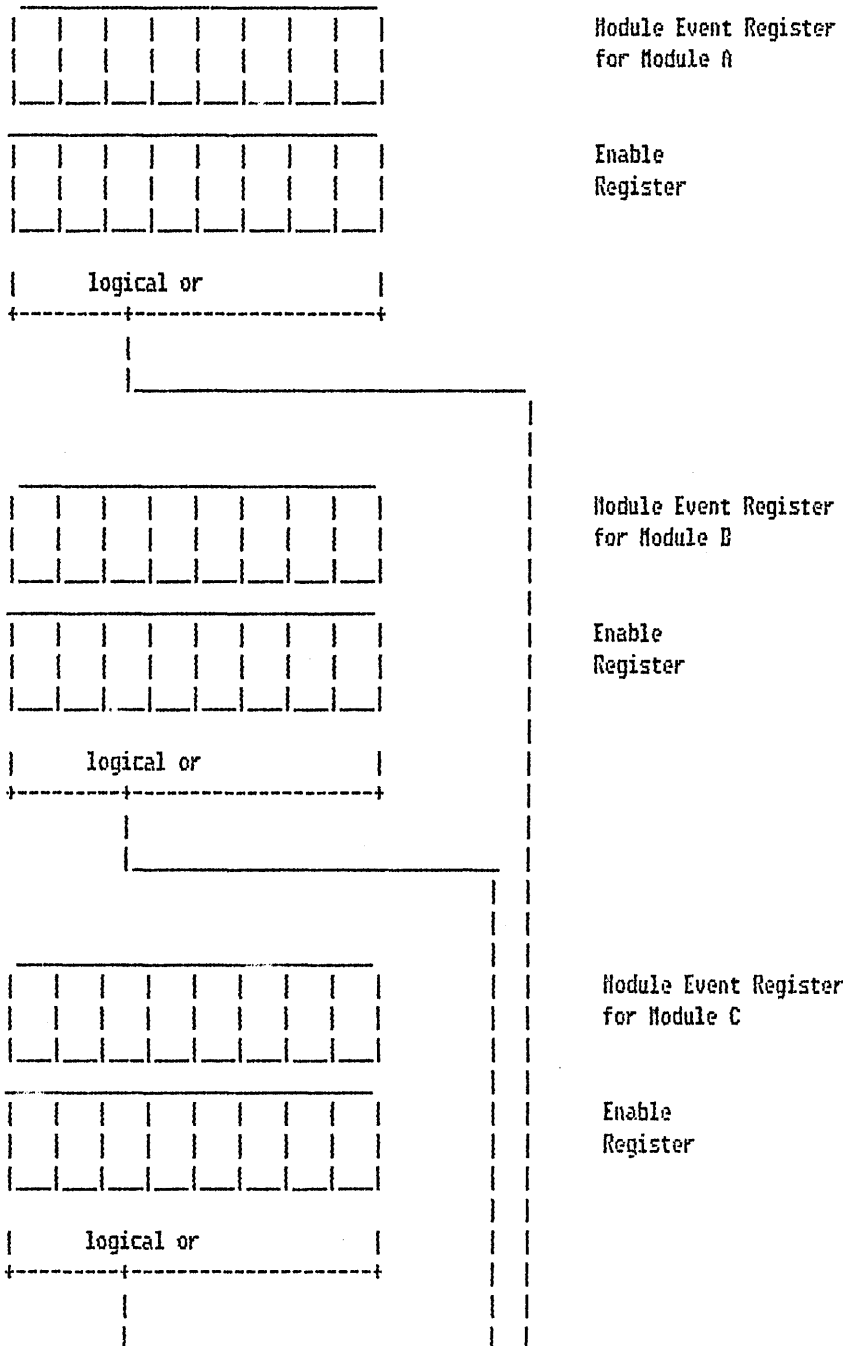 Module Event Register
for Module A
Enable
Register
logical or
Module Event Register
for Module B
Enable
Register
logical or
Module Event Register
for Module C
Enable
Register
logical or